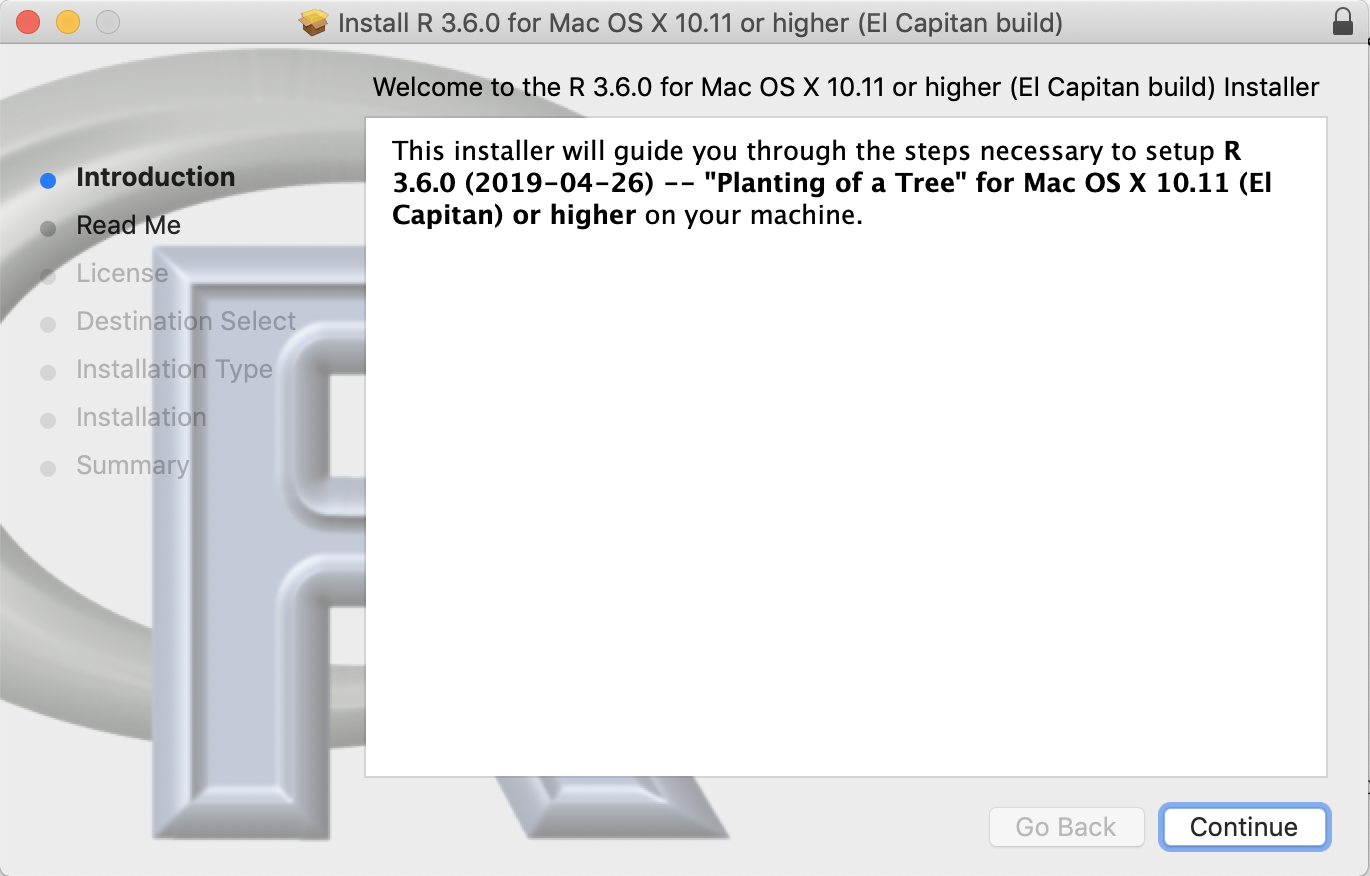 Install R 3.6.0 for Mac OS X 10.11 or higher (El Capitan build)
Welcome to the R 3.6.0 for Mac OS X 10.11 or higher (El Capitan build) Installer
Introduction
Read Me
License
Destination Select
Installation Type
Installation
Summary
This installer will guide you through the steps necessary to setup R
3.6.0 (2019-04-26) -- "Planting of a Tree" for Mac OS X 10.11 (El
Capitan) or higher on your machine.
R
Go Back
Continue